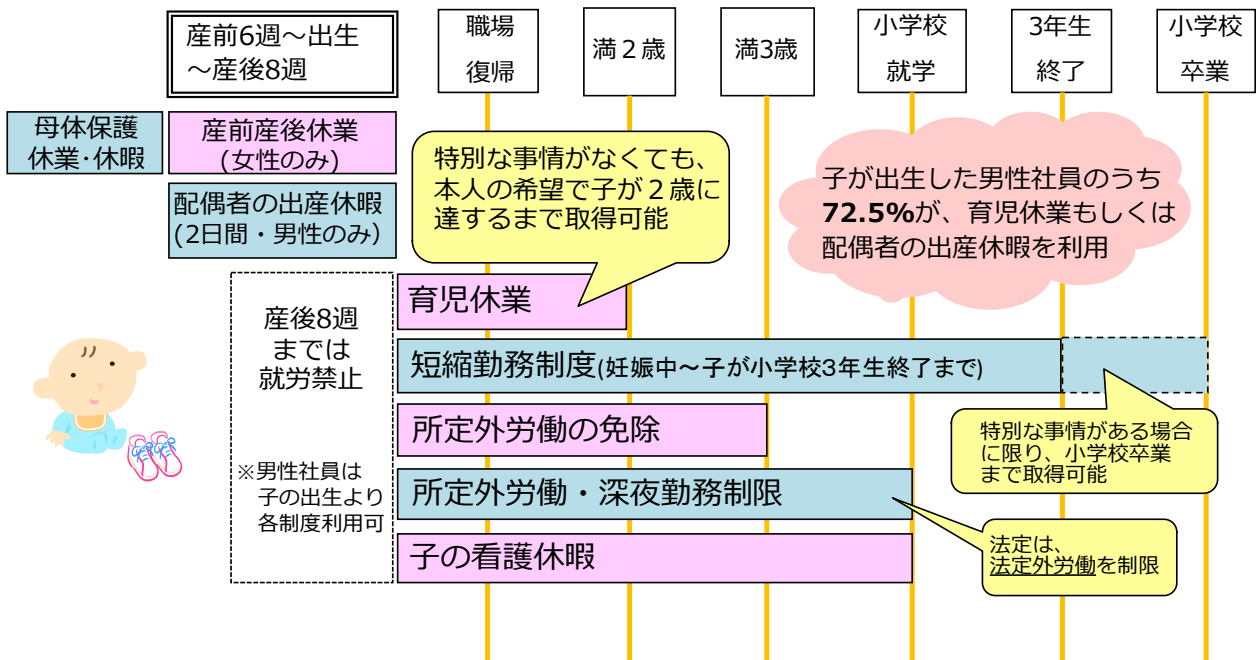 産前6週～出生
～産後8週
職場
復帰
満２歳
満3歳
小学校
就学
3年生
終了
小学校
卒業
母体保護
休業･休暇
産前産後休業
(女性のみ)
配偶者の出産休暇
(2日間・男性のみ）
特別な事情がなくても、
本人の希望で子が２歳に
達するまで取得可能
子が出生した男性社員のうち
72.5%が、育児休業もしくは
配偶者の出産休暇を利用
産後8週
までは
就労禁止
※男性社員は
子の出生より
各制度利用可
育児休業
短縮勤務制度(妊娠中～子が小学校3年生終了まで)
所定外労働の免除
特別な事情がある場合
に限り、小学校卒業
まで取得可能
所定外労働・深夜勤務制限
法定は、
法定外労働を制限
子の看護休暇